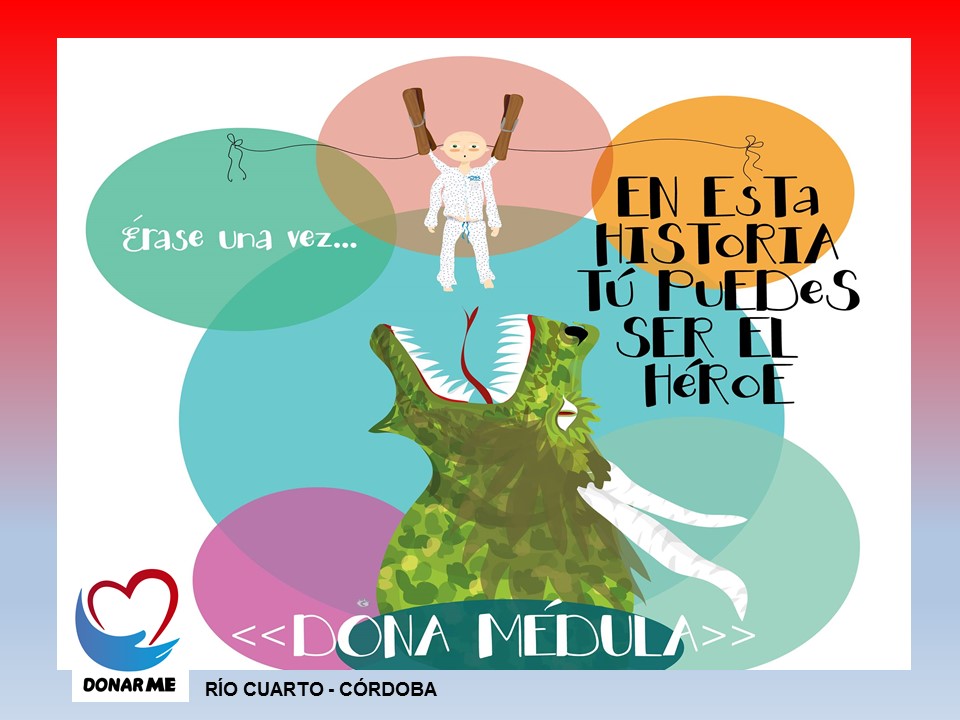 Érase una vez...
EN EsTa
HISToRIA
TÚ PuEDeS
SER EL
HéRoE
<<DONA MÉDULA>>
DONAR ME
RÍO CUARTO - CÓRDOBA